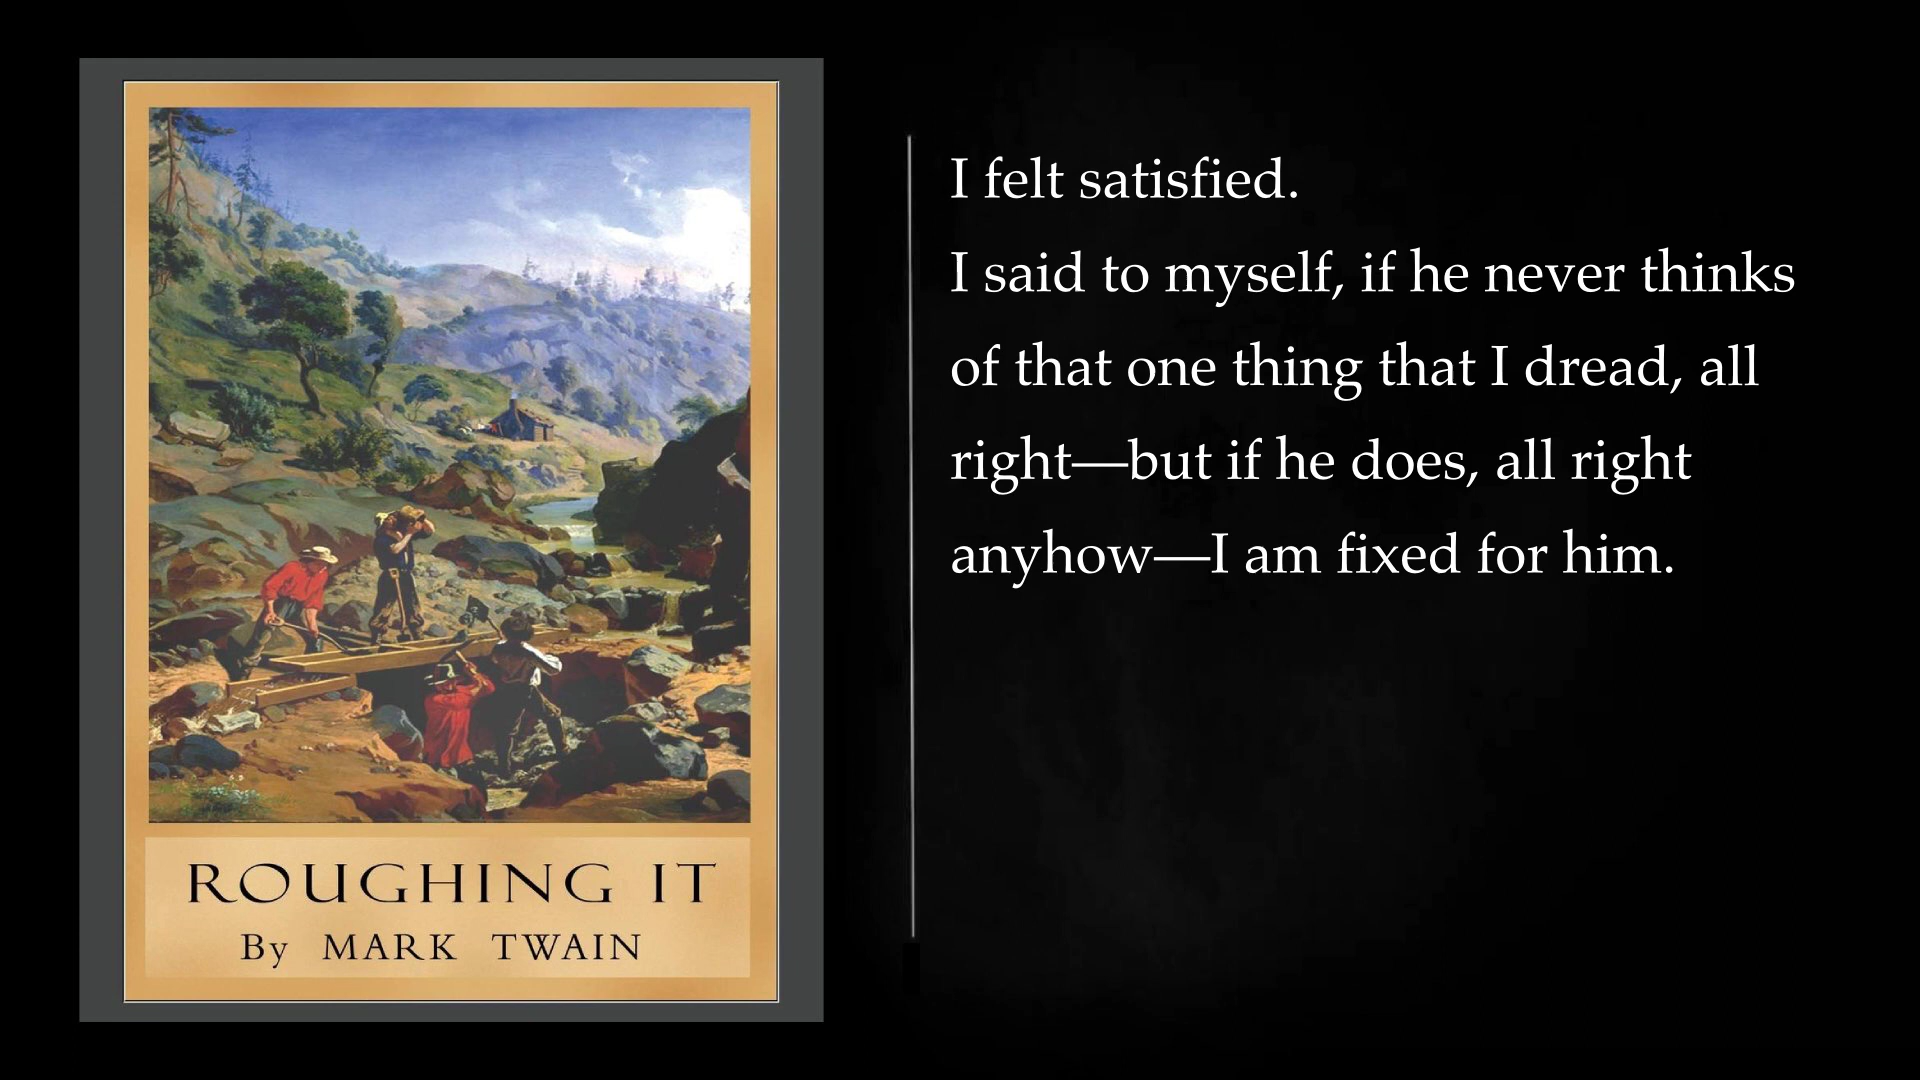 ROUGHING IT
By MARK TWAIN
I felt satisfied.
I said to myself, if he never thinks
of that one thing that I dread, all
right—but if he does, all right
anyhow—I am fixed for him.